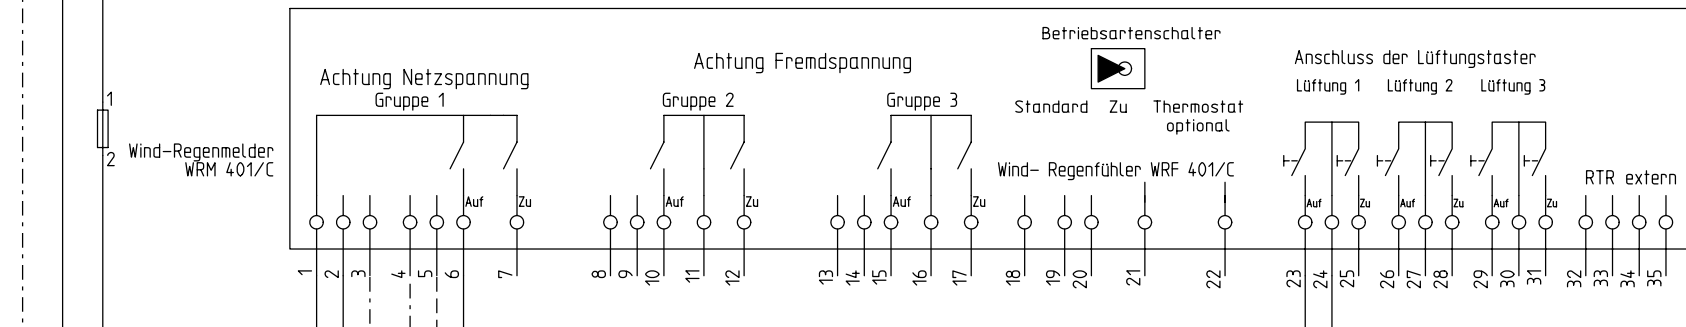 Betriebsartenschalter
Achtung Fremdspannung
Anschluss der Lüftungstaster
Achtung Netzspannung
Lüftung 1 Lüftung 2 Lüftung 3
Gruppe 1 Gruppe 2 Gruppe 3
1
Standard Zu Thermostat
optional
2
Wind-Regenmelder
WRM 401/C
Wind- Regenfühler WRF 401/C
RTR extern
Auf Zu Auf Zu Auf Zu Auf Zu Auf Zu Auf Zu
1 2 3 4 5 6 7 8 9 10 11 12 13 14 15 16 17 18 19 20 21 22 23 24 25 26 27 28 29 30 31 32 33 34 35